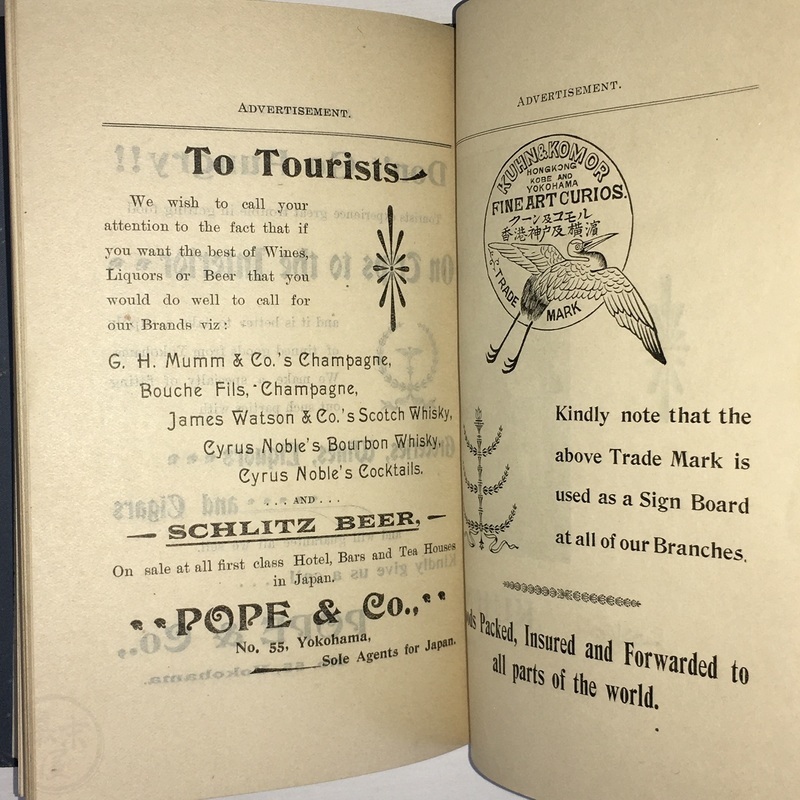 ADVERTISEMENT.
To Tourists
We wish to call your
attention to the fact that if
you want the best of Wines,
Liquors or Beer that you
would do well to call for
our Brands viz:
G. H. Mumm & Co.'s Champagne,
Bouche Fils, Champagne,
James Watson & Co.'s Scotch Whisky,
Cyrus Noble's Bourbon Whisky,
Cyrus Noble's Cocktails.
... AND ...
SCHLITZ BEER,
On sale at all first class Hotel, Bars and Tea Houses
in Japan.
POPE & Co.,
No. 55, Yokohama,
Sole Agents for Japan.
ADVERTISEMENT.
KUHN & KOMOR
HONGKONG
KOBE AND
YOKOHAMA
FINE ART CURIOS.
クーン及コモル
香港神户及橫濱
TRADE MARK
Kindly note that the
above Trade Mark is
used as a Sign Board
at all of our Branches.
Packed, Insured and Forwarded to
all parts of the world.